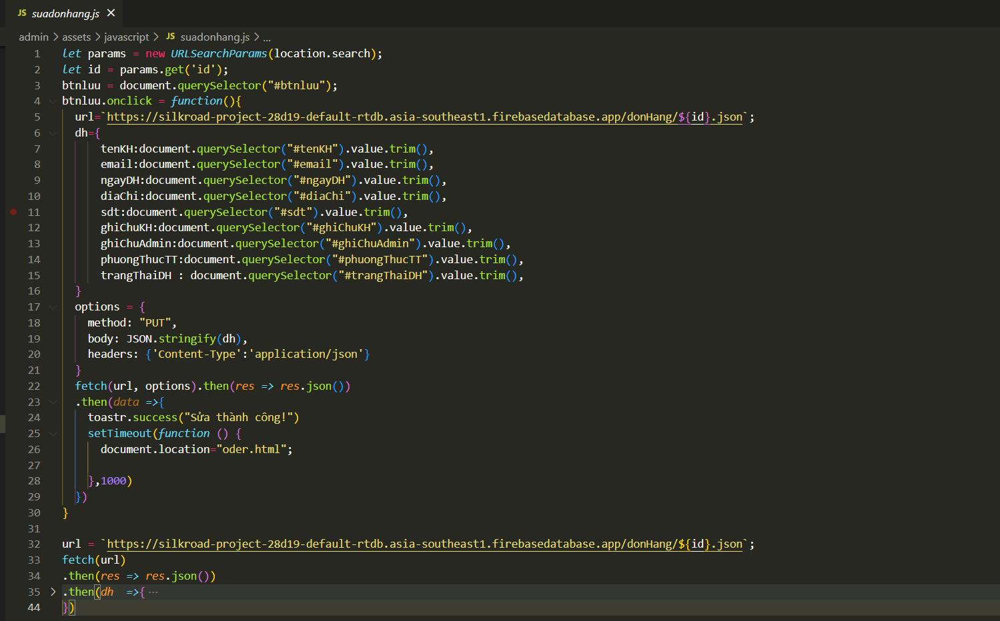 JS suadonhang.js ×
admin > assets > javascript > JS suadonhang.js > ...
1 let params = new URLSearchParams(location.search);
2 let id = params.get('id');
3 btnluu = document.querySelector("#btnluu");
4 btnluu.onclick = function(){
5 url=`https://silkroad-project-28d19-default-rtdb.asia-southeast1.firebasedatabase.app/donHang/${id}.json`;
6 dh={
7 tenKH:document.querySelector("#tenKH").value.trim(),
8 email:document.querySelector("#email").value.trim(),
9 ngayDH:document.querySelector("#ngayDH").value.trim(),
10 diaChi:document.querySelector("#diaChi").value.trim(),
11 sdt:document.querySelector("#sdt").value.trim(),
12 ghiChuKH:document.querySelector("#ghiChuKH").value.trim(),
13 ghiChuAdmin:document.querySelector("#ghiChuAdmin").value.trim(),
14 phuongThucTT:document.querySelector("#phuongThucTT").value.trim(),
15 trangThaiDH : document.querySelector("#trangThaiDH").value.trim(),
16 }
17 options = {
18 method: "PUT",
19 body: JSON.stringify(dh),
20 headers: {'Content-Type':'application/json'}
21 }
22 fetch(url, options).then(res => res.json())
23 .then(data =>{
24 toastr.success("Sửa thành công!")
25 setTimeout(function () {
26 document.location="oder.html";
27
28 },1000)
29 })
30 }
31
32 url = `https://silkroad-project-28d19-default-rtdb.asia-southeast1.firebasedatabase.app/donHang/${id}.json`;
33 fetch(url)
34 .then(res => res.json())
35 > .then(dh =>{ ...
44 })